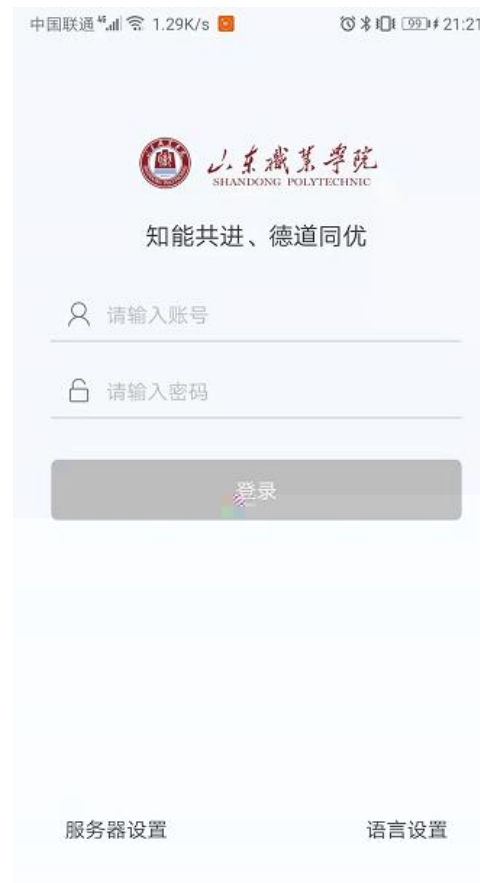 中国联通 4G 1.29K/s 99 21:21
山东职业学院
SHANDONG POLYTECHNIC
知能共进、德道同优
请输入账号
请输入密码
登录
服务器设置 语言设置